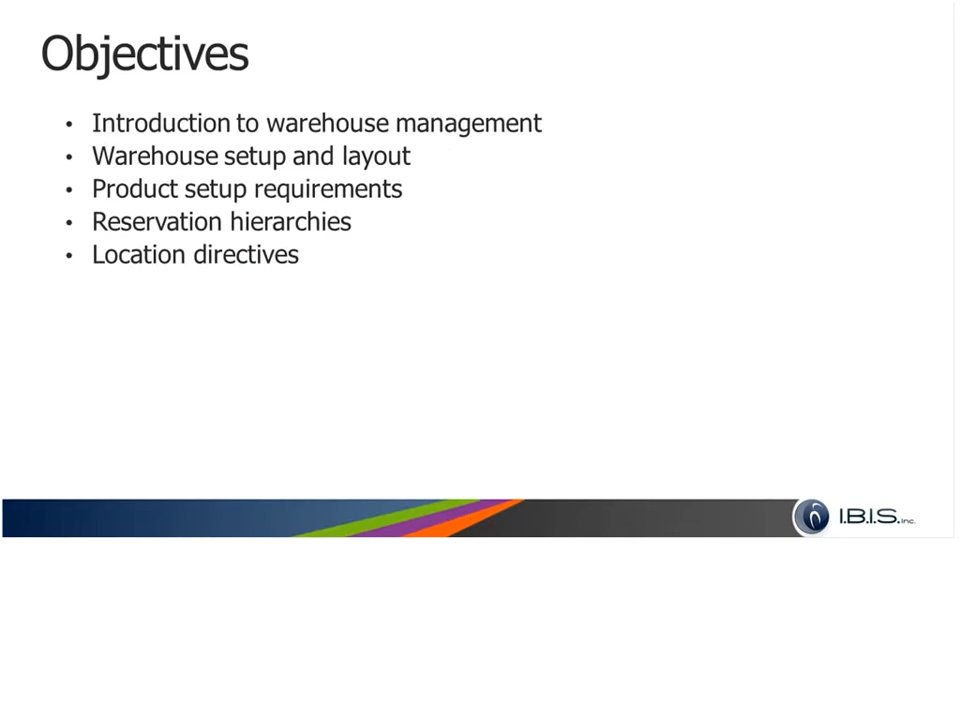 Objectives
• Introduction to warehouse management
• Warehouse setup and layout
• Product setup requirements
• Reservation hierarchies
• Location directives
I.B.I.S. Inc.